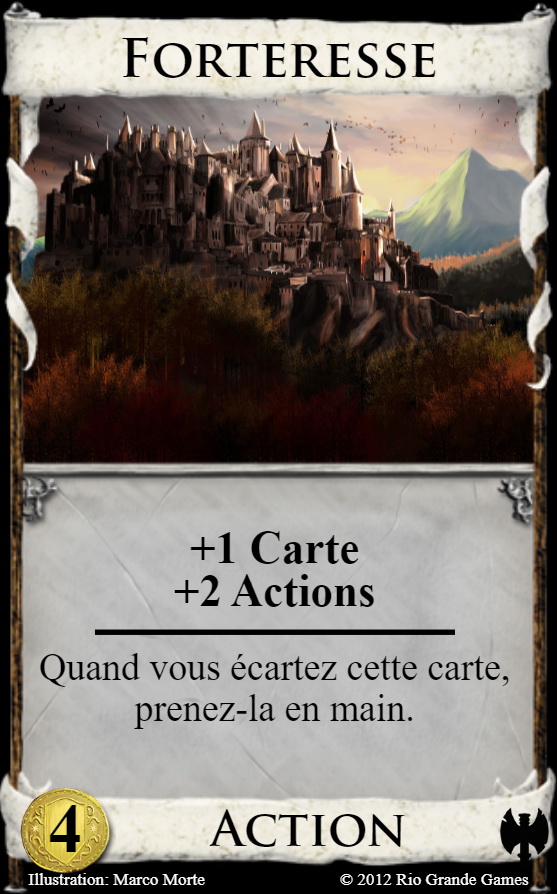 FORTERESSE
+1 Carte
+2 Actions
Quand vous écartez cette carte,
prenez-la en main.
4
ACTION
Illustration: Marco Morte
© 2012 Rio Grande Games